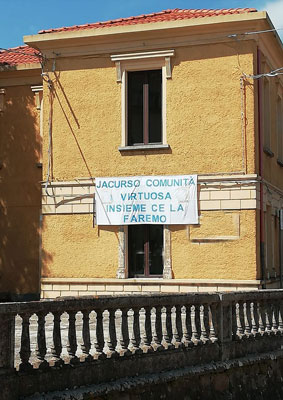 JACURSO COMUNITÀ
VIRTUOSA
INSIEME CE LA
FAREMO